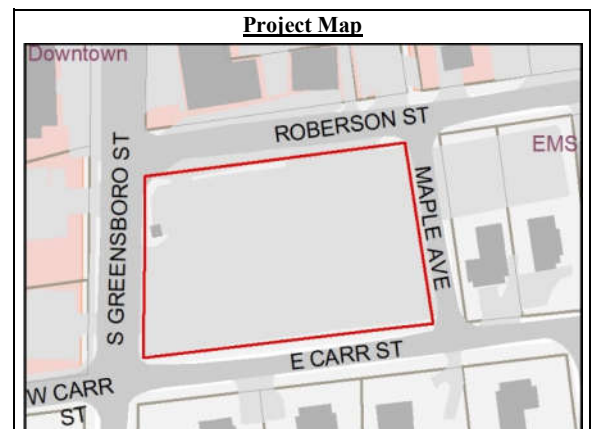 Project Map
Downtown
ROBERSON ST
EMS
S GREENSBORO ST
MAPLE AVE
E CARR ST
W CARR
ST